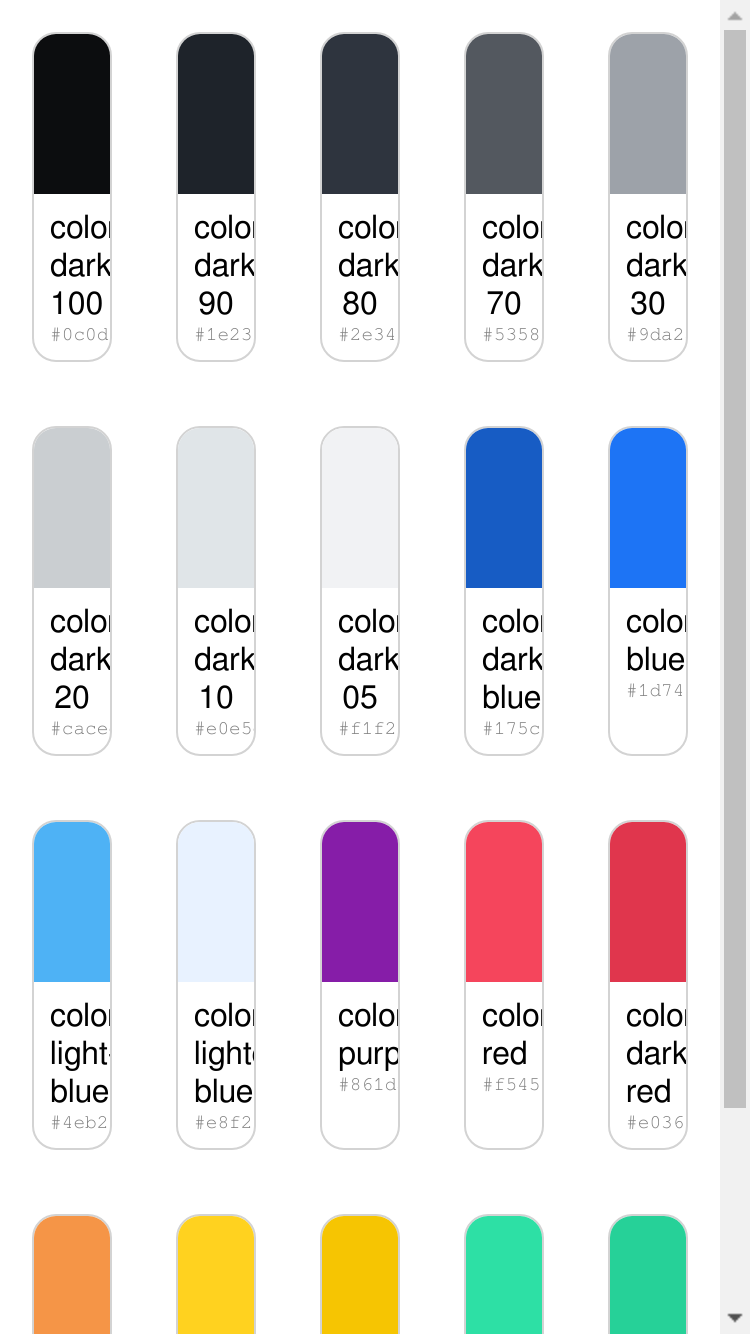 color dark 100
#0c0d
color dark 90
#1e23
color dark 80
#2e34
color dark 70
#5358
color dark 30
#9da2
color dark 20
#cace
color dark 10
#e0e5
color dark 05
#f1f2
color dark blue
#175c
color blue
#1d74
color light- blue
#4eb2
color light blue
#e8f2
color purp
#861d
color red
#f545
color dark red
#e036